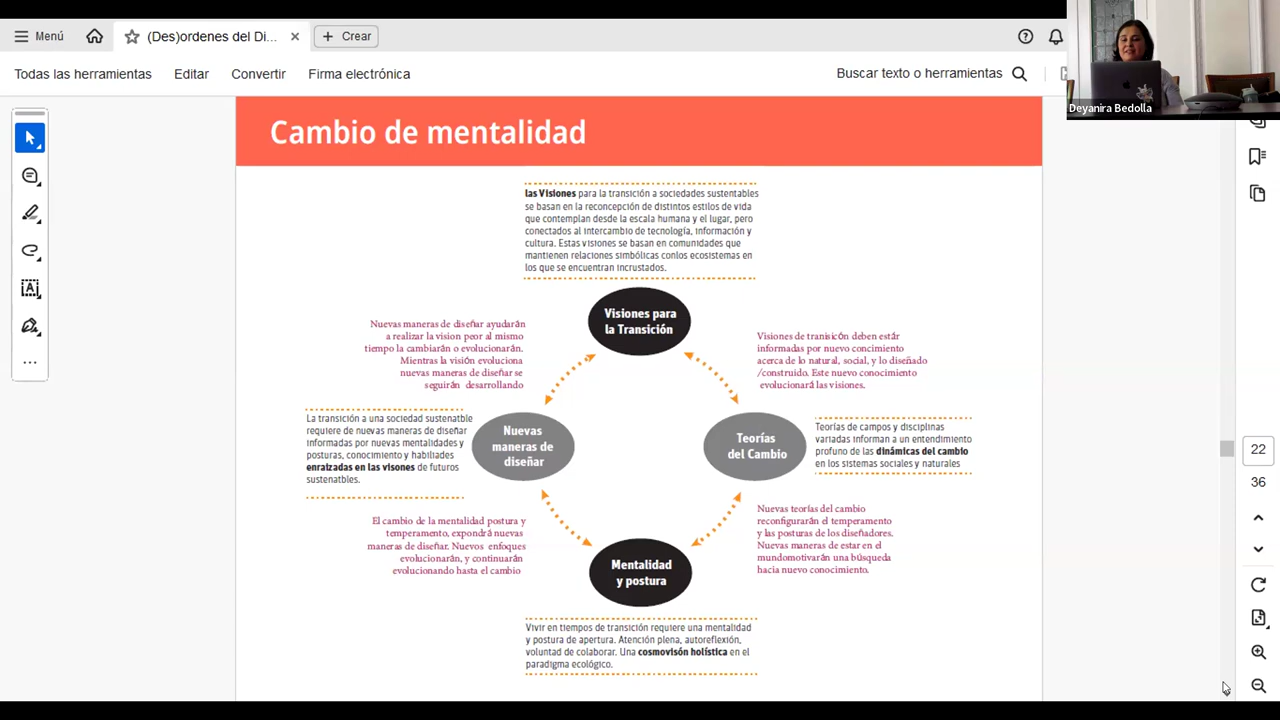 Menú
(Des)ordenes del Di...
Crear
Todas las herramientas
Editar
Convertir
Firma electrónica
Buscar texto o herramientas
Deyanira Bedolla
Cambio de mentalidad
las Visiones para la transición a sociedades sustentables
se basan en la reconcepción de distintos estilos de vida
que contemplan desde la escala humana y el lugar, pero
conectados al intercambio de tecnología, información y
cultura. Estas visiones se basan en comunidades que
mantienen relaciones simbólicas conlos ecosistemas en
los que se encuentran incrustados.
Visiones para
la Transición
Nuevas maneras de diseñar ayudarán
a realizar la vision peor al mismo
tiempo la cambiarán o evolucionarán.
Mientras la visión evoluciona
nuevas maneras de diseñar se
seguirán desarrollando
Visiones de tranisición deben estár
informadas por nuevo concimiento
acerca de lo natural, social, y lo diseñado
/construido. Este nuevo conocimiento
evolucionará las visiones.
La transición a una sociedad sustenatble
requiere de nuevas maneras de diseñar
informadas por nuevas mentalidades y
posturas, conocimiento y habliades
enraizadas en las visones de futuros
sustenatbles.
Nuevas
maneras de
diseñar
Teorías
del Cambio
Teorías de campos y disciplinas
variadas informan a un entendimiento
profuno de las dinámicas del cambio
en los sistemas sociales y naturales
El cambio de la mentalidad postura y
temperamento, expondrá nuevas
maneras de diseñar. Nuevos enfoques
evolucionarán, y continuarán
evolucionando hasta el cambio
Nuevas teorías del cambio
reconfigurarán el temperamento
y las posturas de los diseñadores.
Nuevas maneras de estar en el
mundomotivarán una búsqueda
hacia nuevo conocimiento.
Mentalidad
y postura
Vivir en tiempos de transición requiere una mentalidad
y postura de apertura. Atención plena, autoreflexión,
voluntad de colaborar. Una cosmovisón holística en el
paradigma ecológico.
22
36